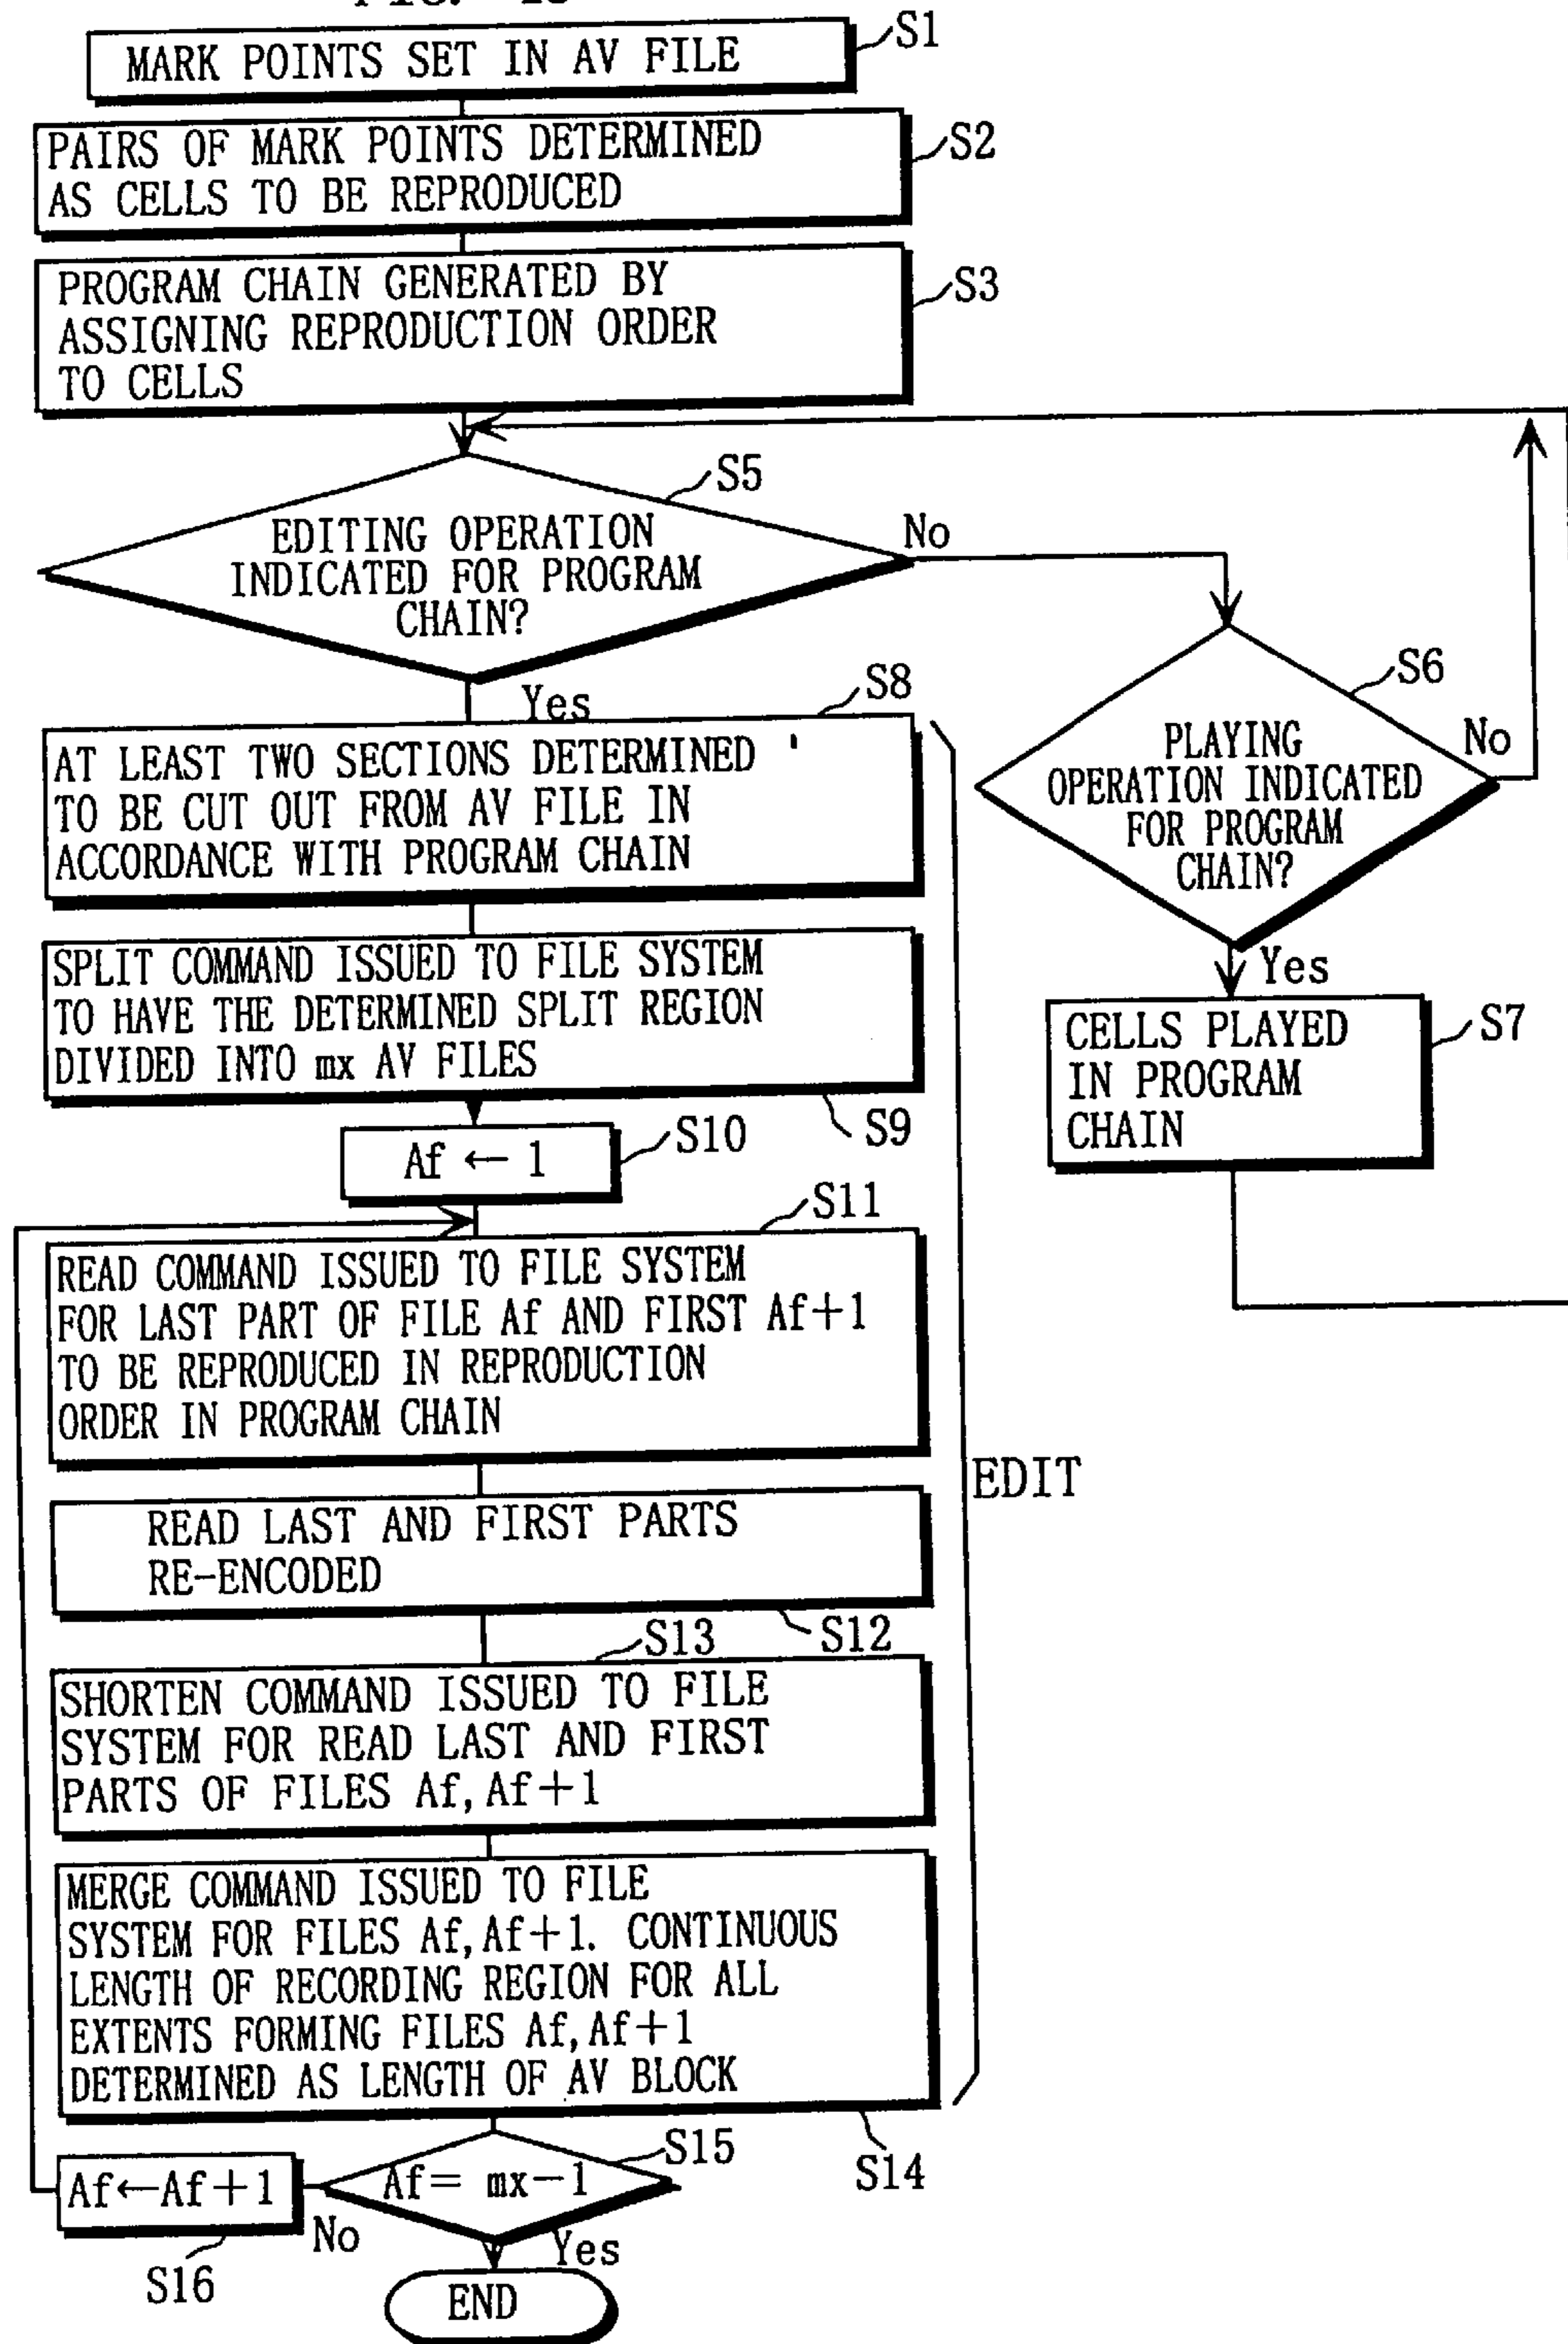 MARK POINTS SET IN AV FILE
S1
PAIRS OF MARK POINTS DETERMINED
AS CELLS TO BE REPRODUCED
S2
PROGRAM CHAIN GENERATED BY
ASSIGNING REPRODUCTION ORDER
TO CELLS
S3
S5
EDITING OPERATION
INDICATED FOR PROGRAM
CHAIN?
No
Yes
S6
PLAYING
OPERATION INDICATED
FOR PROGRAM
CHAIN?
No
Yes
S7
CELLS PLAYED
IN PROGRAM
CHAIN
S8
AT LEAST TWO SECTIONS DETERMINED
TO BE CUT OUT FROM AV FILE IN
ACCORDANCE WITH PROGRAM CHAIN
SPLIT COMMAND ISSUED TO FILE SYSTEM
TO HAVE THE DETERMINED SPLIT REGION
DIVIDED INTO mx AV FILES
S9
Af ← 1
S10
S11
READ COMMAND ISSUED TO FILE SYSTEM
FOR LAST PART OF FILE Af AND FIRST Af+1
TO BE REPRODUCED IN REPRODUCTION
ORDER IN PROGRAM CHAIN
EDIT
READ LAST AND FIRST PARTS
RE-ENCODED
S12
S13
SHORTEN COMMAND ISSUED TO FILE
SYSTEM FOR READ LAST AND FIRST
PARTS OF FILES Af, Af+1
MERGE COMMAND ISSUED TO FILE
SYSTEM FOR FILES Af, Af+1. CONTINUOUS
LENGTH OF RECORDING REGION FOR ALL
EXTENTS FORMING FILES Af, Af+1
DETERMINED AS LENGTH OF AV BLOCK
S14
S15
Af= mx-1
Af←Af+1
No
S16
Yes
END